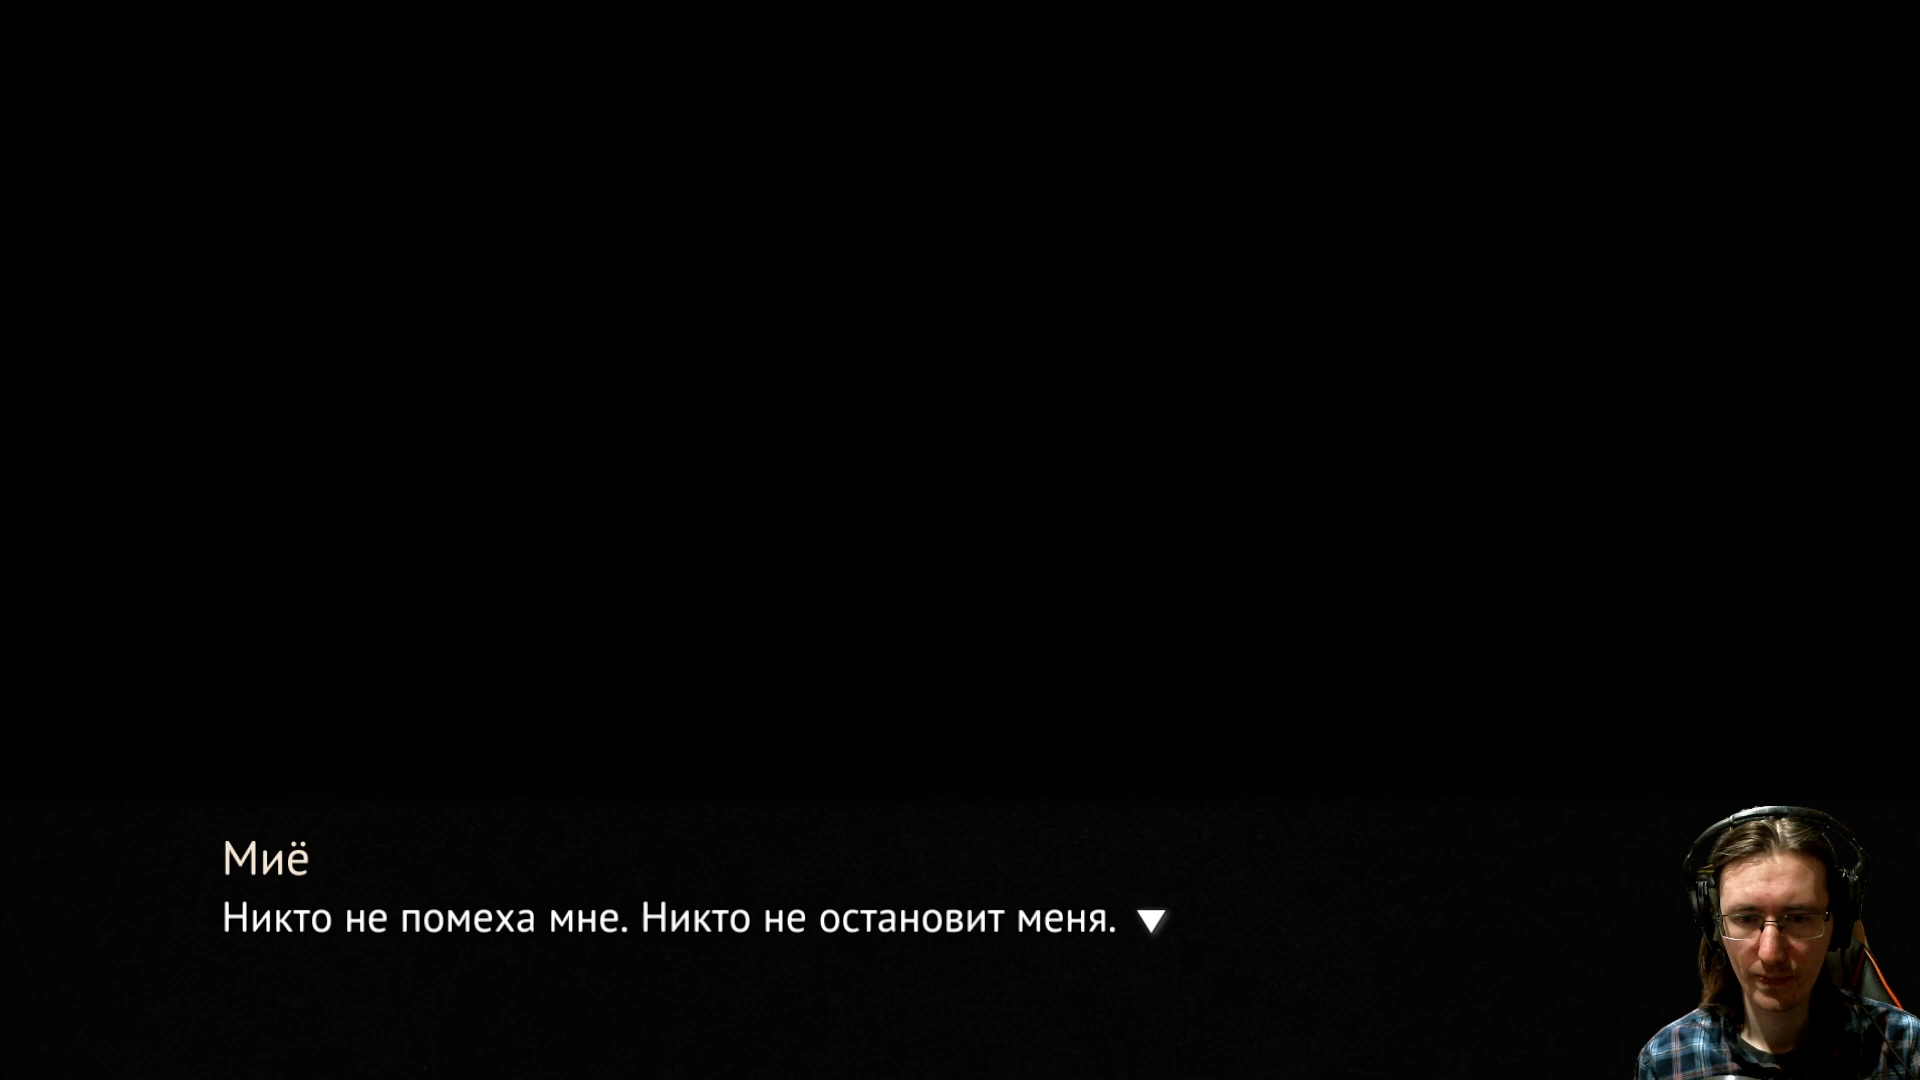 Миё
Никто не помеха мне. Никто не остановит меня.